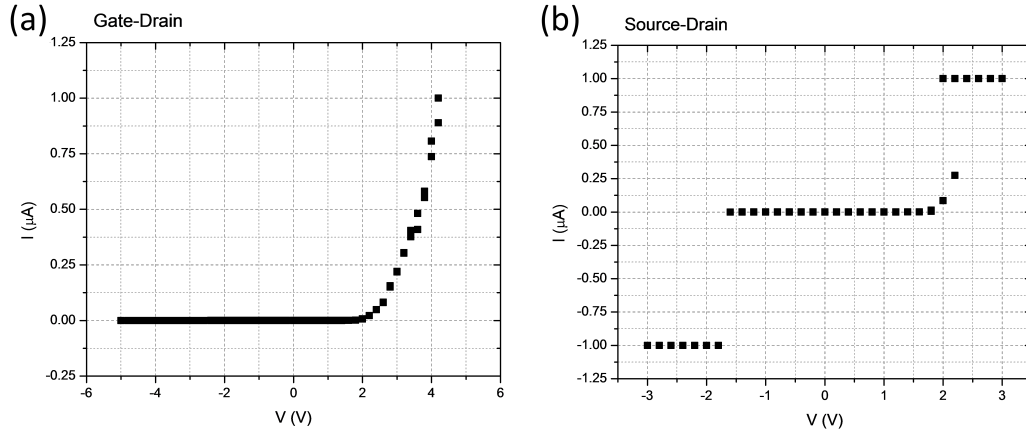 (a) Gate-Drain
1.25
1.00
0.75
0.50
0.25
0.00
-0.25
I (μA)
-6 -4 -2 0 2 4 6
V (V)
(b) Source-Drain
1.25
1.00
0.75
0.50
0.25
0.00
-0.25
-0.50
-0.75
-1.00
-1.25
I (μA)
-3 -2 -1 0 1 2 3
V (V)